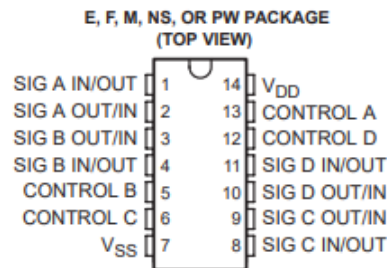 E, F, M, NS, OR PW PACKAGE
(TOP VIEW)
SIG A IN/OUT 1 14 VDD
SIG A OUT/IN 2 13 CONTROL A
SIG B OUT/IN 3 12 CONTROL D
SIG B IN/OUT 4 11 SIG D IN/OUT
CONTROL B 5 10 SIG D OUT/IN
CONTROL C 6 9 SIG C OUT/IN
VSS 7 8 SIG C IN/OUT